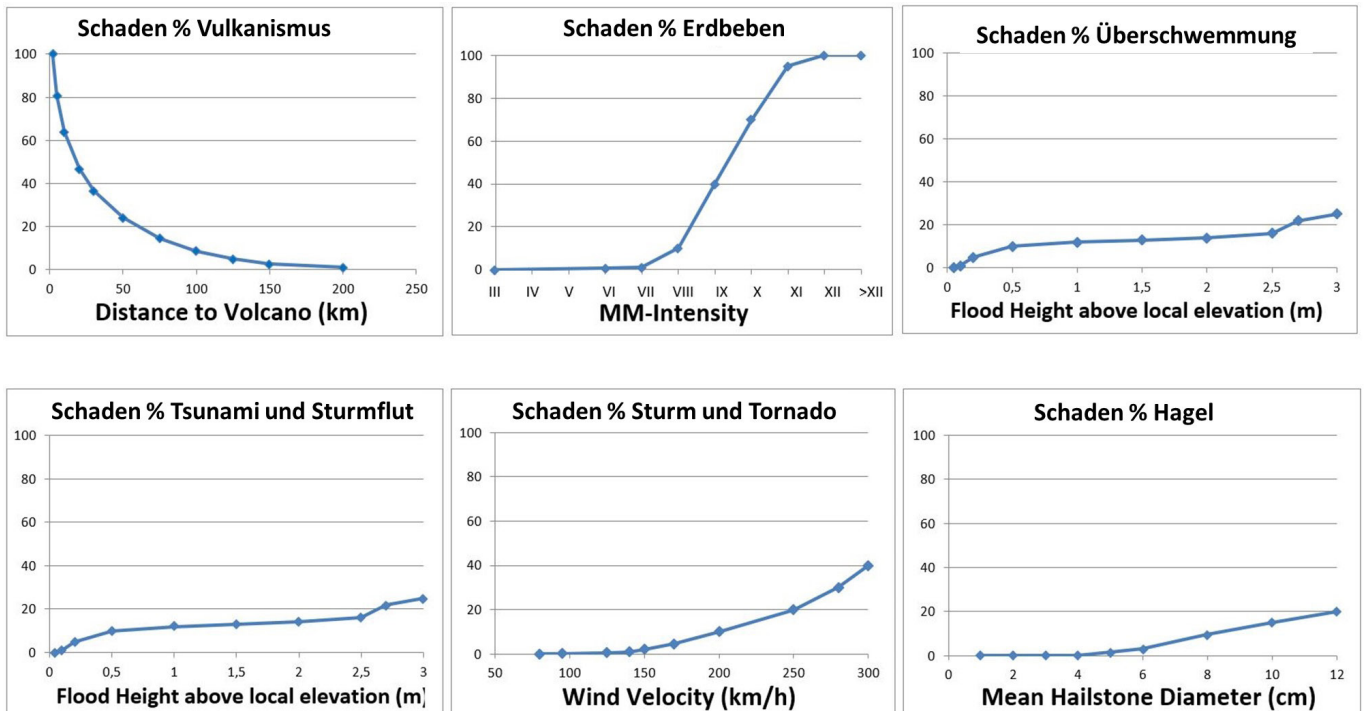 Schaden % Vulkanismus
100
80
60
40
20
0
0 50 100 150 200 250
Distance to Volcano (km)
Schaden % Erdbeben
100
80
60
40
20
0
III IV V VI VII VIII IX X XI XII >XII
MM-Intensity
Schaden % Überschwemmung
100
80
60
40
20
0
0 0,5 1 1,5 2 2,5 3
Flood Height above local elevation (m)
Schaden % Tsunami und Sturmflut
100
80
60
40
20
0
0 0,5 1 1,5 2 2,5 3
Flood Height above local elevation (m)
Schaden % Sturm und Tornado
100
80
60
40
20
0
50 100 150 200 250 300
Wind Velocity (km/h)
Schaden % Hagel
100
80
60
40
20
0
0 2 4 6 8 10 12
Mean Hailstone Diameter (cm)